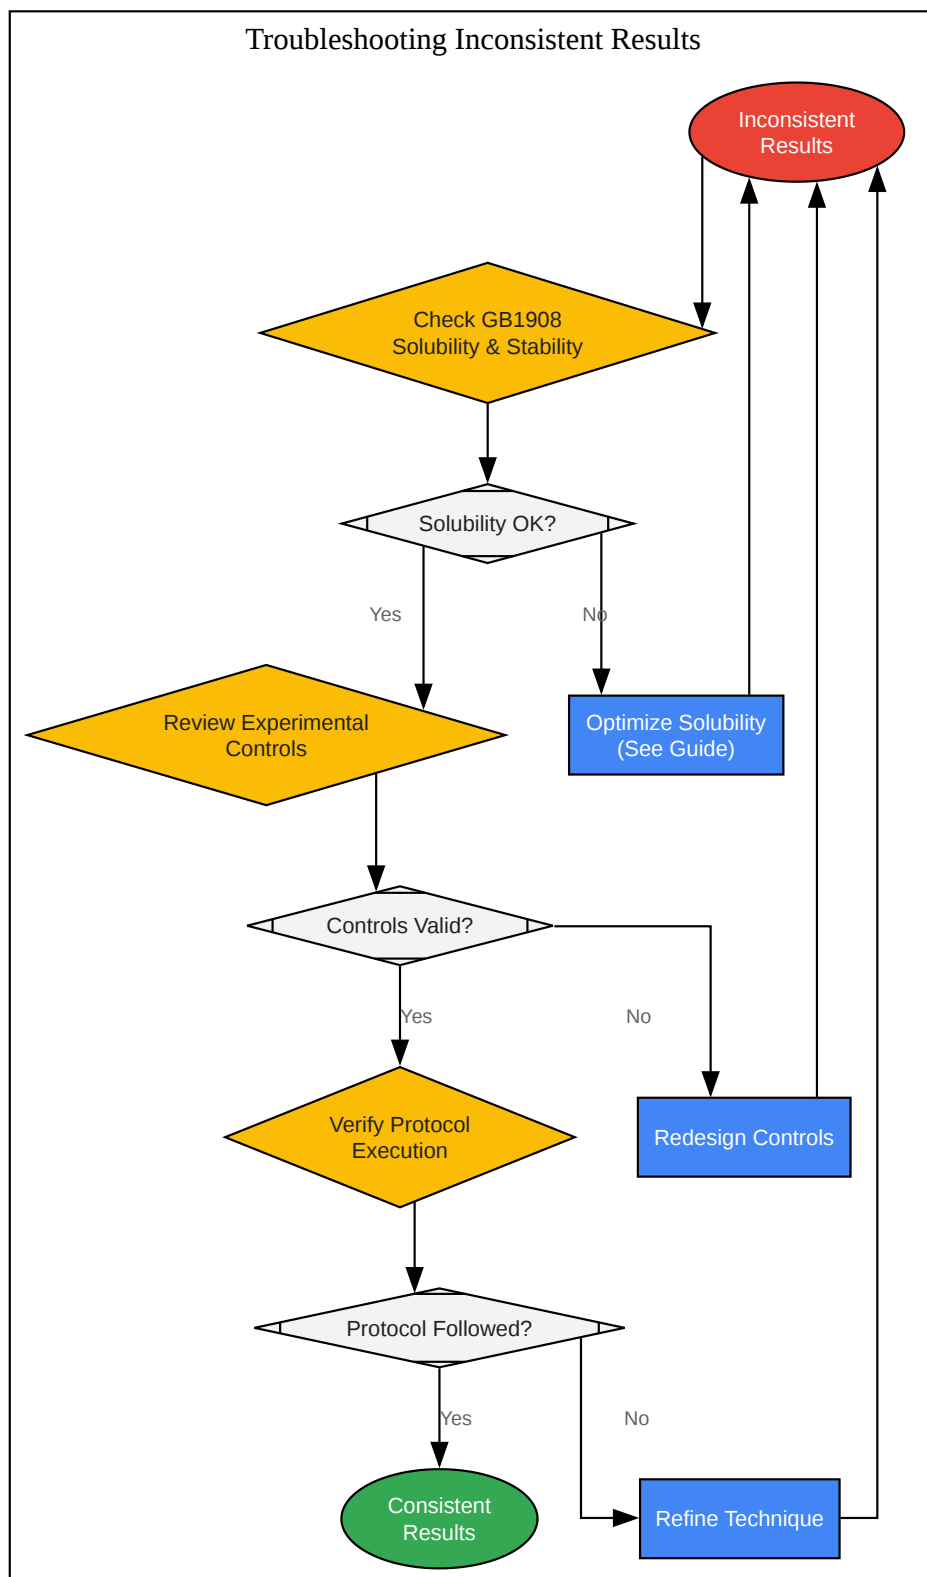 Troubleshooting Inconsistent Results
Inconsistent
Results
Check GB1908
Solubility & Stability
Solubility OK?
Yes
No
Review Experimental
Controls
Optimize Solubility
(See Guide)
Controls Valid?
Yes
No
Verify Protocol
Execution
Redesign Controls
Protocol Followed?
Yes
No
Consistent
Results
Refine Technique